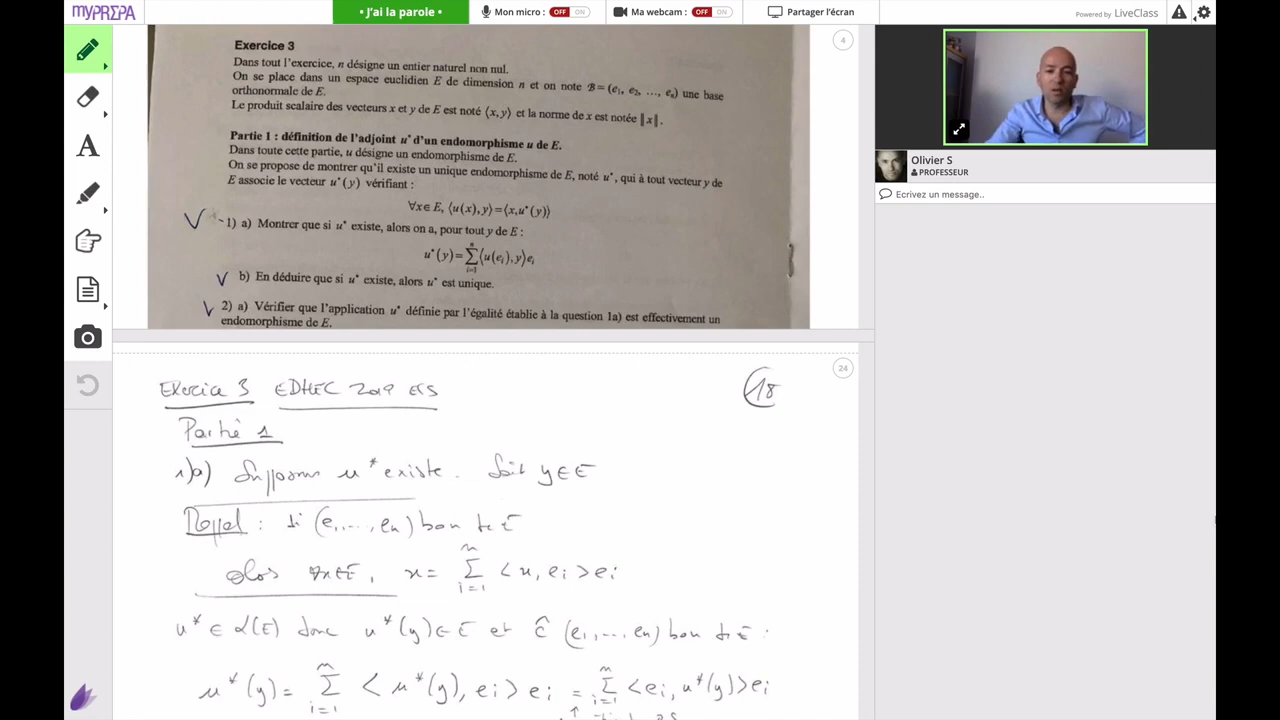 MYPREPA
• J'ai la parole •
Mon micro : OFF ON
Ma webcam : OFF ON
Partager l'écran
Powered by LiveClass
4
Exercice 3
Dans tout l'exercice, n désigne un entier naturel non nul.
On se place dans un espace euclidien E de dimension n et on note ℬ=(e₁, e₂, …, eₙ) une base
orthonormale de E.
Le produit scalaire des vecteurs x et y de E est noté ⟨x, y⟩ et la norme de x est notée ‖x‖.
Partie 1 : définition de l'adjoint u* d'un endomorphisme u de E.
Dans toute cette partie, u désigne un endomorphisme de E.
On se propose de montrer qu'il existe un unique endomorphisme de E, noté u*, qui à tout vecteur y de
E associe le vecteur u*(y) vérifiant :
∀x∈E, ⟨u(x), y⟩=⟨x,u*(y)⟩
1) a) Montrer que si u* existe, alors on a, pour tout y de E :
u*(y)=∑ᵢ₌₁ⁿ⟨u(eᵢ), y⟩eᵢ
b) En déduire que si u* existe, alors u* est unique.
2) a) Vérifier que l'application u* définie par l'égalité établie à la question 1a) est effectivement un
endomorphisme de E.
24
Exercice 3 EDHEC 2019 ECS
18
Partie 1
1)a) Supposons u* existe. Soit y∈E
Rappel : si (e₁,…,eₙ) bon de E
alors ∀x∈E, x = ∑ᵢ₌₁ⁿ <x, eᵢ>eᵢ
u* ∈ ℒ(E) donc u*(y)∈E et ĉ (e₁,…,eₙ) bon de E :
u*(y) = ∑ᵢ₌₁ⁿ <u*(y), eᵢ>eᵢ = ∑ᵢ₌₁ⁿ <eᵢ, u*(y)>eᵢ
Olivier S
PROFESSEUR
Ecrivez un message..